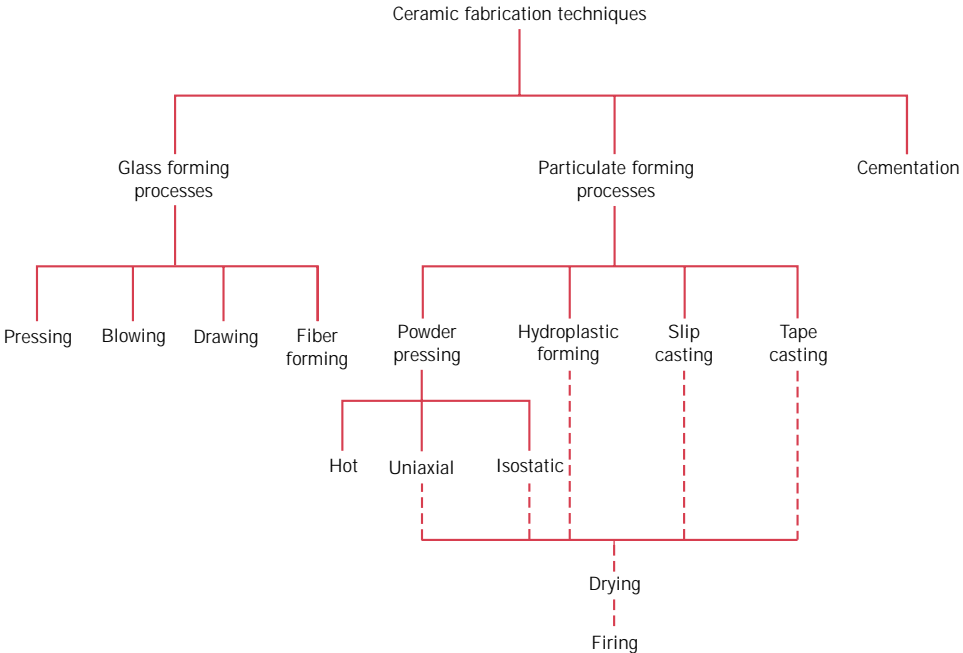 Ceramic fabrication techniques
Glass forming
processes
Particulate forming
processes
Cementation
Pressing
Blowing
Drawing
Fiber
forming
Powder
pressing
Hydroplastic
forming
Slip
casting
Tape
casting
Hot
Uniaxial
Isostatic
Drying
Firing